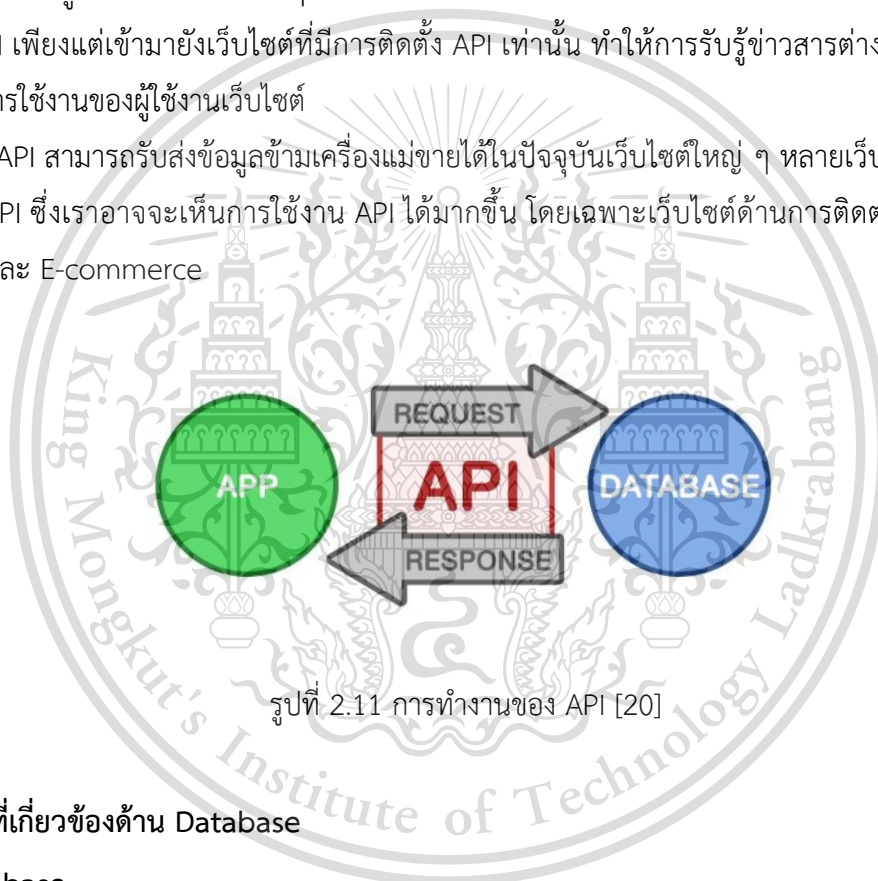 เพียงแต่เข้ามายังเว็บไซต์ที่มีการติดตั้ง API เท่านั้น ทำให้การรับรู้ข่าวสารต่าง
ารใช้งานของผู้ใช้งานเว็บไซต์
API สามารถรับส่งข้อมูลข้ามเครื่องแม่ขายได้ในปัจจุบันเว็บไซต์ใหญ่ ๆ หลายเว็บ
PI ซึ่งเราอาจจะเห็นการใช้งาน API ได้มากขึ้น โดยเฉพาะเว็บไซต์ด้านการติดต
ละ E-commerce
REQUEST
APP API DATABASE
RESPONSE
รูปที่ 2.11 การทำงานของ API [20]
King Mongkut's Institute of Technology Ladkrabang
ที่เกี่ยวข้องด้าน Database